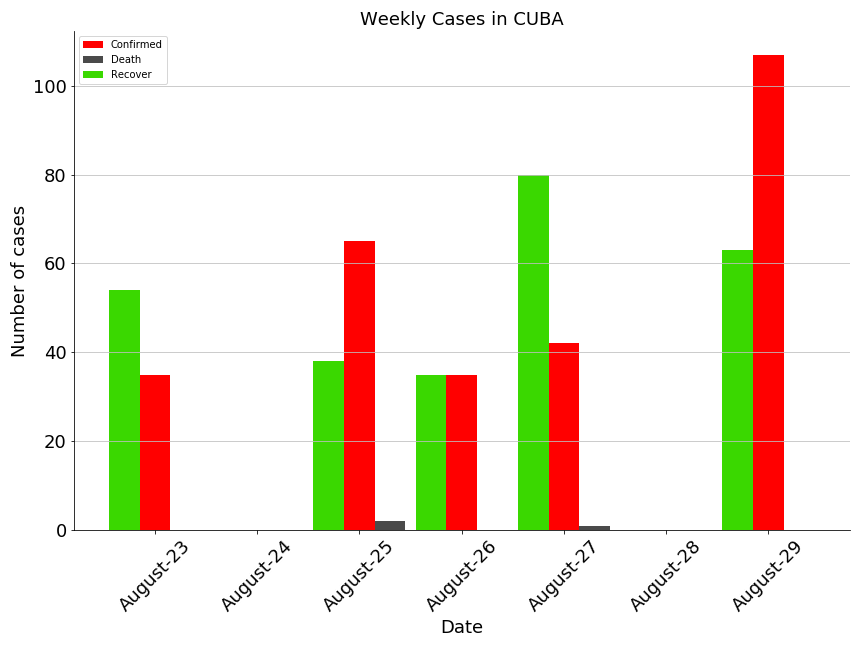 Weekly Cases in CUBA
Confirmed
Death
Recover
Number of cases
100
80
60
40
20
0
August-23
August-24
August-25
August-26
August-27
August-28
August-29
Date